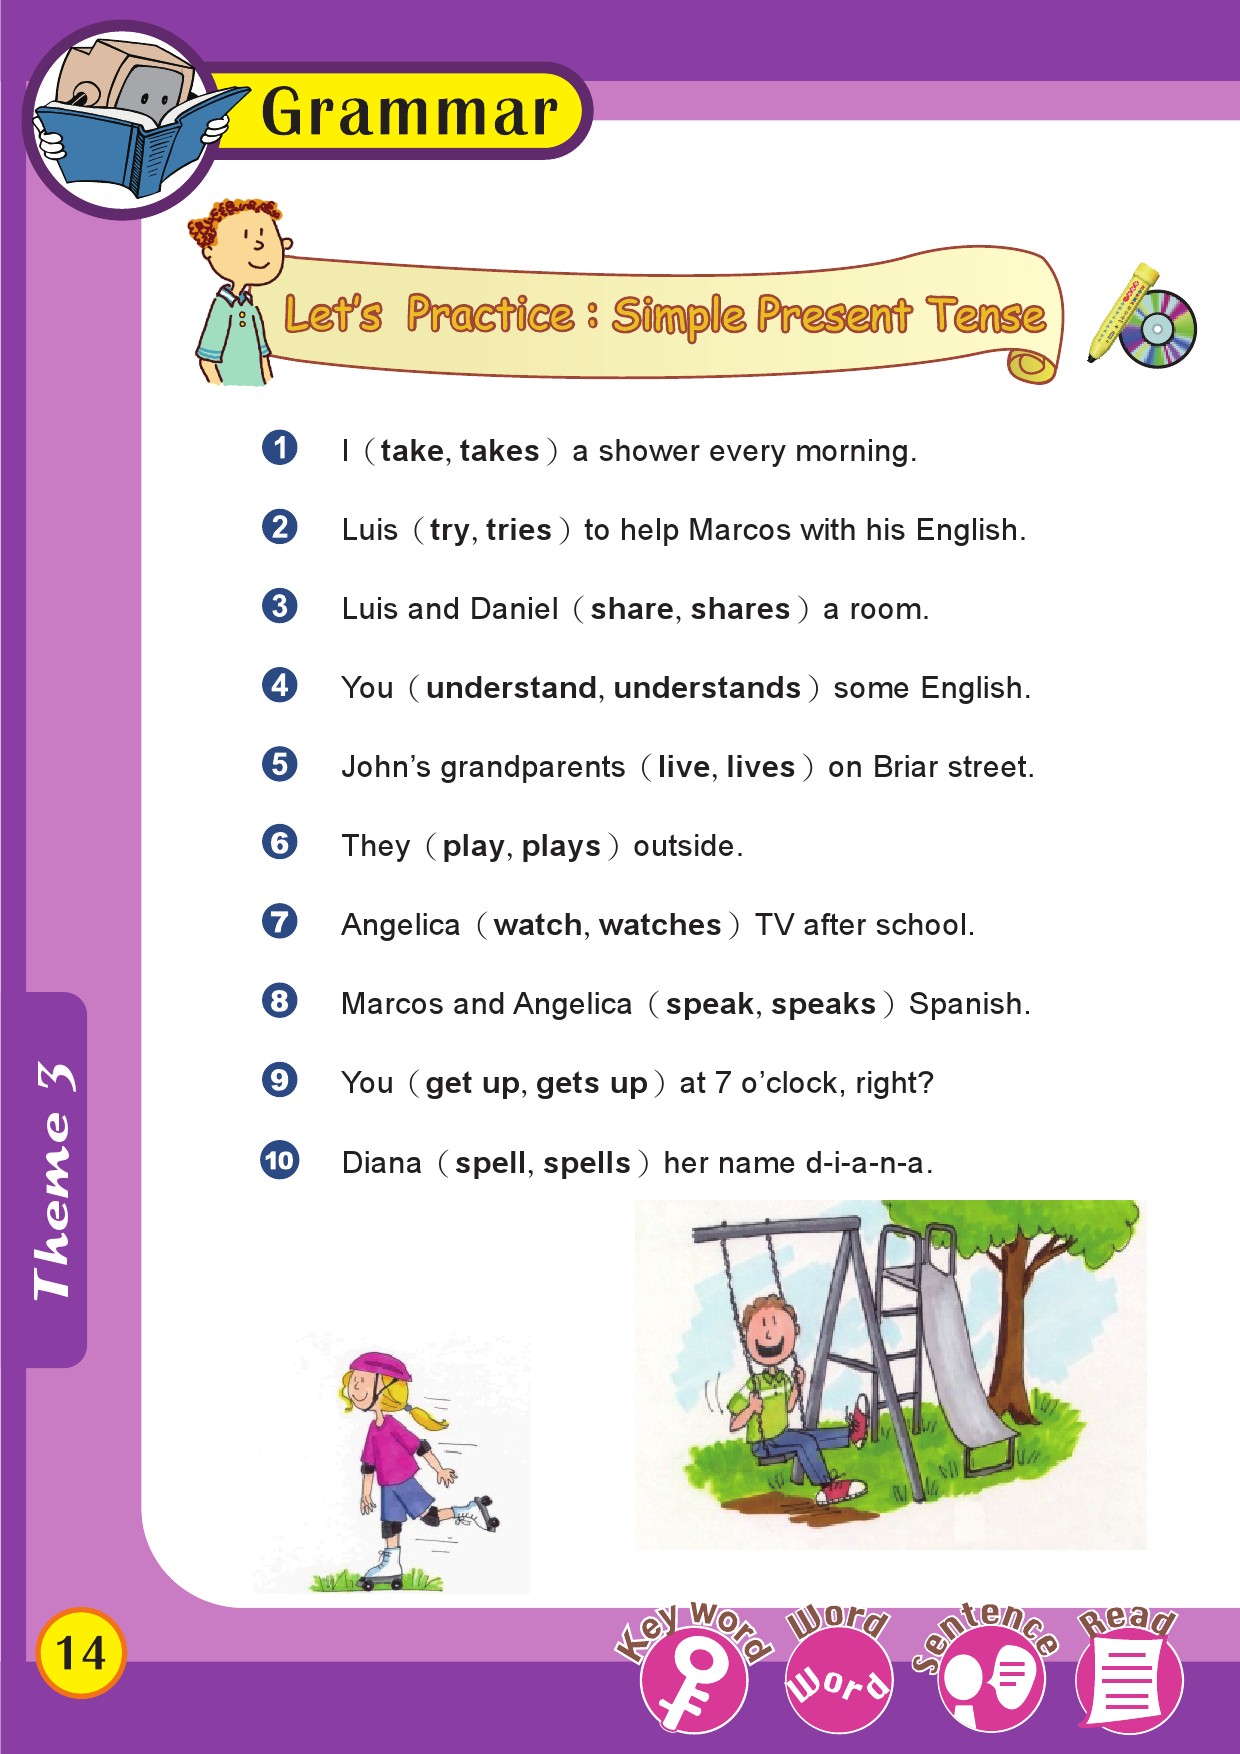 Grammar
Let's Practice : Simple Present Tense
1 I (take, takes) a shower every morning.
2 Luis (try, tries) to help Marcos with his English.
3 Luis and Daniel (share, shares) a room.
4 You (understand, understands) some English.
5 John's grandparents (live, lives) on Briar street.
6 They (play, plays) outside.
7 Angelica (watch, watches) TV after school.
8 Marcos and Angelica (speak, speaks) Spanish.
9 You (get up, gets up) at 7 o'clock, right?
10 Diana (spell, spells) her name d-i-a-n-a.
Theme 3
14
Key word
Word
Word
Sentence
Read